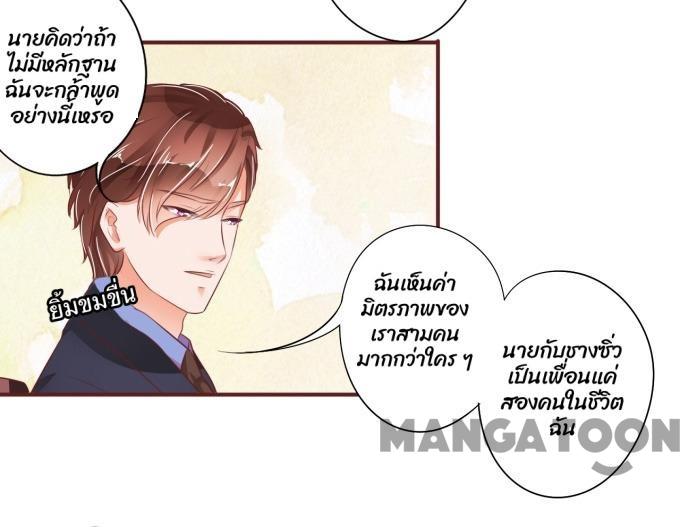 นายคิดว่าถ้า
ไม่มีหลักฐาน
ฉันจะกล้าพูด
อย่างนี้เหรอ
ยิ้มขมขื่น
ฉันเห็นค่า
มิตรภาพของ
เราสามคน
มากกว่าใคร ๆ
นายกับชางซิ่ว
เป็นเพื่อนแค่
สองคนในชีวิต
ฉัน
MANGATOON